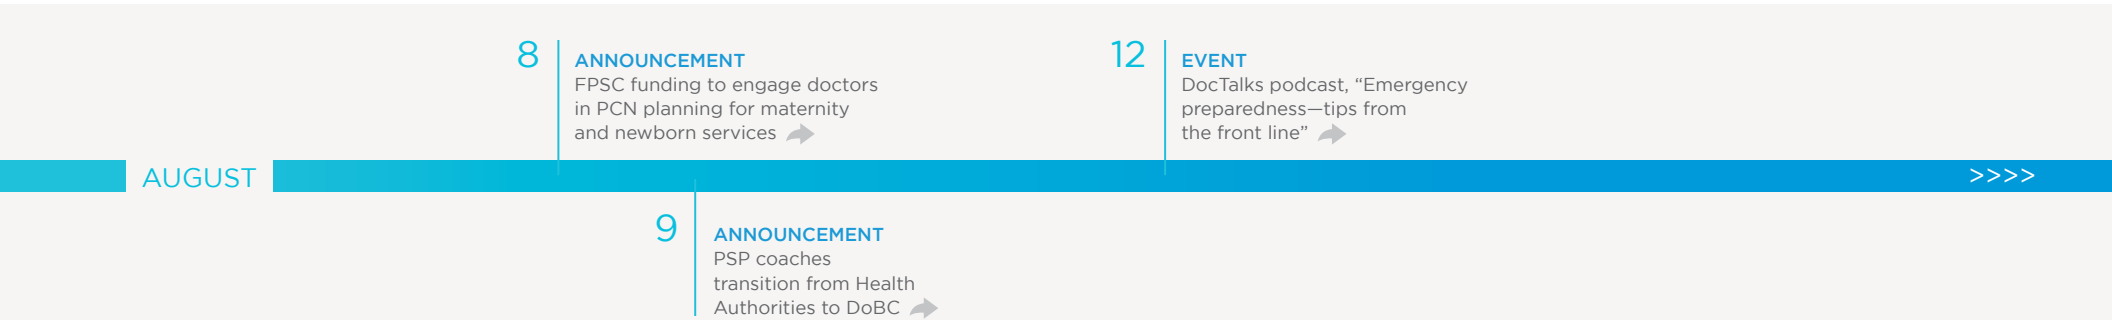 8
ANNOUNCEMENT
FPSC funding to engage doctors
in PCN planning for maternity
and newborn services
12
EVENT
DocTalks podcast, “Emergency
preparedness—tips from
the front line”
AUGUST
>>>>
9
ANNOUNCEMENT
PSP coaches
transition from Health
Authorities to DoBC